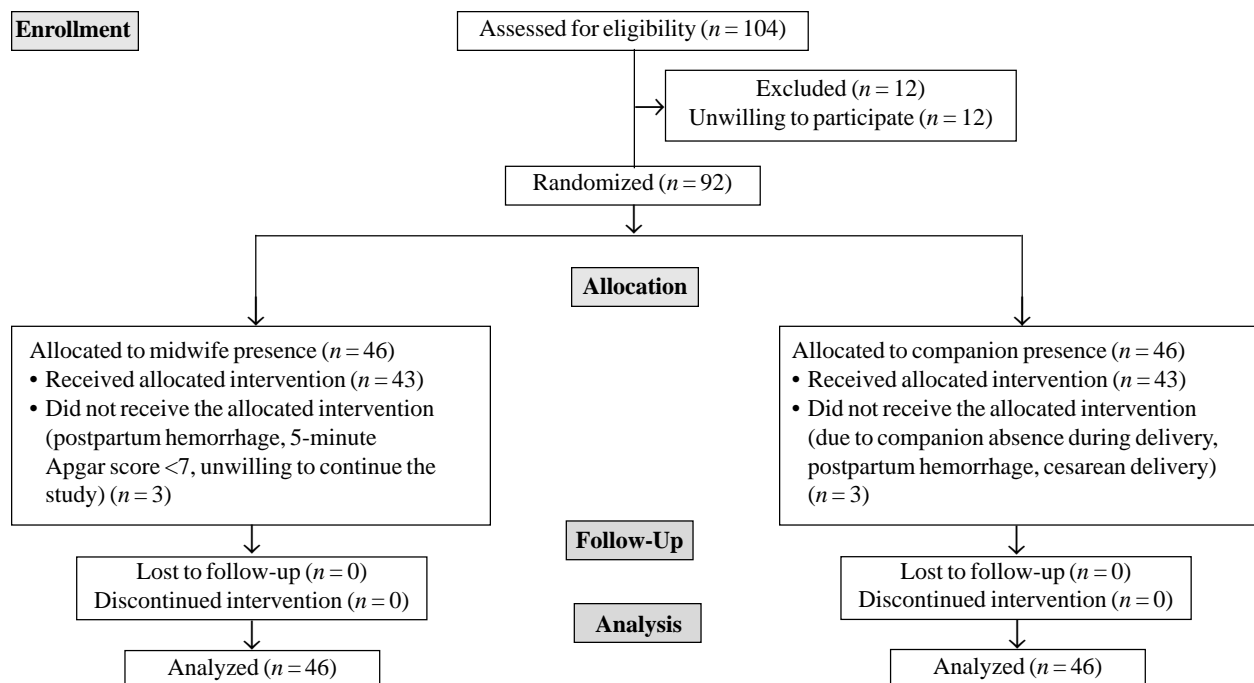 Enrollment
Assessed for eligibility (n = 104)
Excluded (n = 12)
Unwilling to participate (n = 12)
Randomized (n = 92)
Allocation
Allocated to midwife presence (n = 46)
• Received allocated intervention (n = 43)
• Did not receive the allocated intervention
(postpartum hemorrhage, 5-minute
Apgar score <7, unwilling to continue the
study) (n = 3)
Allocated to companion presence (n = 46)
• Received allocated intervention (n = 43)
• Did not receive the allocated intervention
(due to companion absence during delivery,
postpartum hemorrhage, cesarean delivery)
(n = 3)
Follow-Up
Lost to follow-up (n = 0)
Discontinued intervention (n = 0)
Lost to follow-up (n = 0)
Discontinued intervention (n = 0)
Analysis
Analyzed (n = 46)
Analyzed (n = 46)